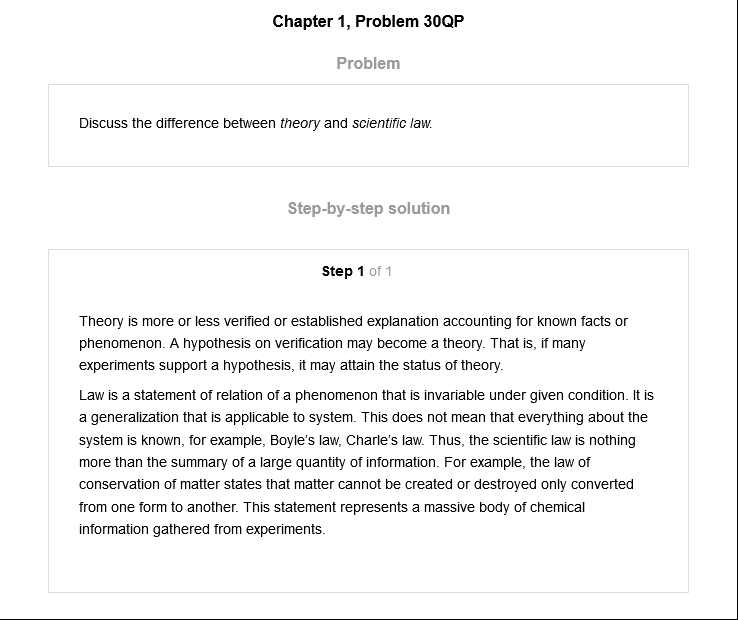 Chapter 1, Problem 30QP
Problem
Discuss the difference between theory and scientific law.
Step-by-step solution
Step 1 of 1
Theory is more or less verified or established explanation accounting for known facts or
phenomenon. A hypothesis on verification may become a theory. That is, if many
experiments support a hypothesis, it may attain the status of theory.
Law is a statement of relation of a phenomenon that is invariable under given condition. It is
a generalization that is applicable to system. This does not mean that everything about the
system is known, for example, Boyle's law, Charle's law. Thus, the scientific law is nothing
more than the summary of a large quantity of information. For example, the law of
conservation of matter states that matter cannot be created or destroyed only converted
from one form to another. This statement represents a massive body of chemical
information gathered from experiments.